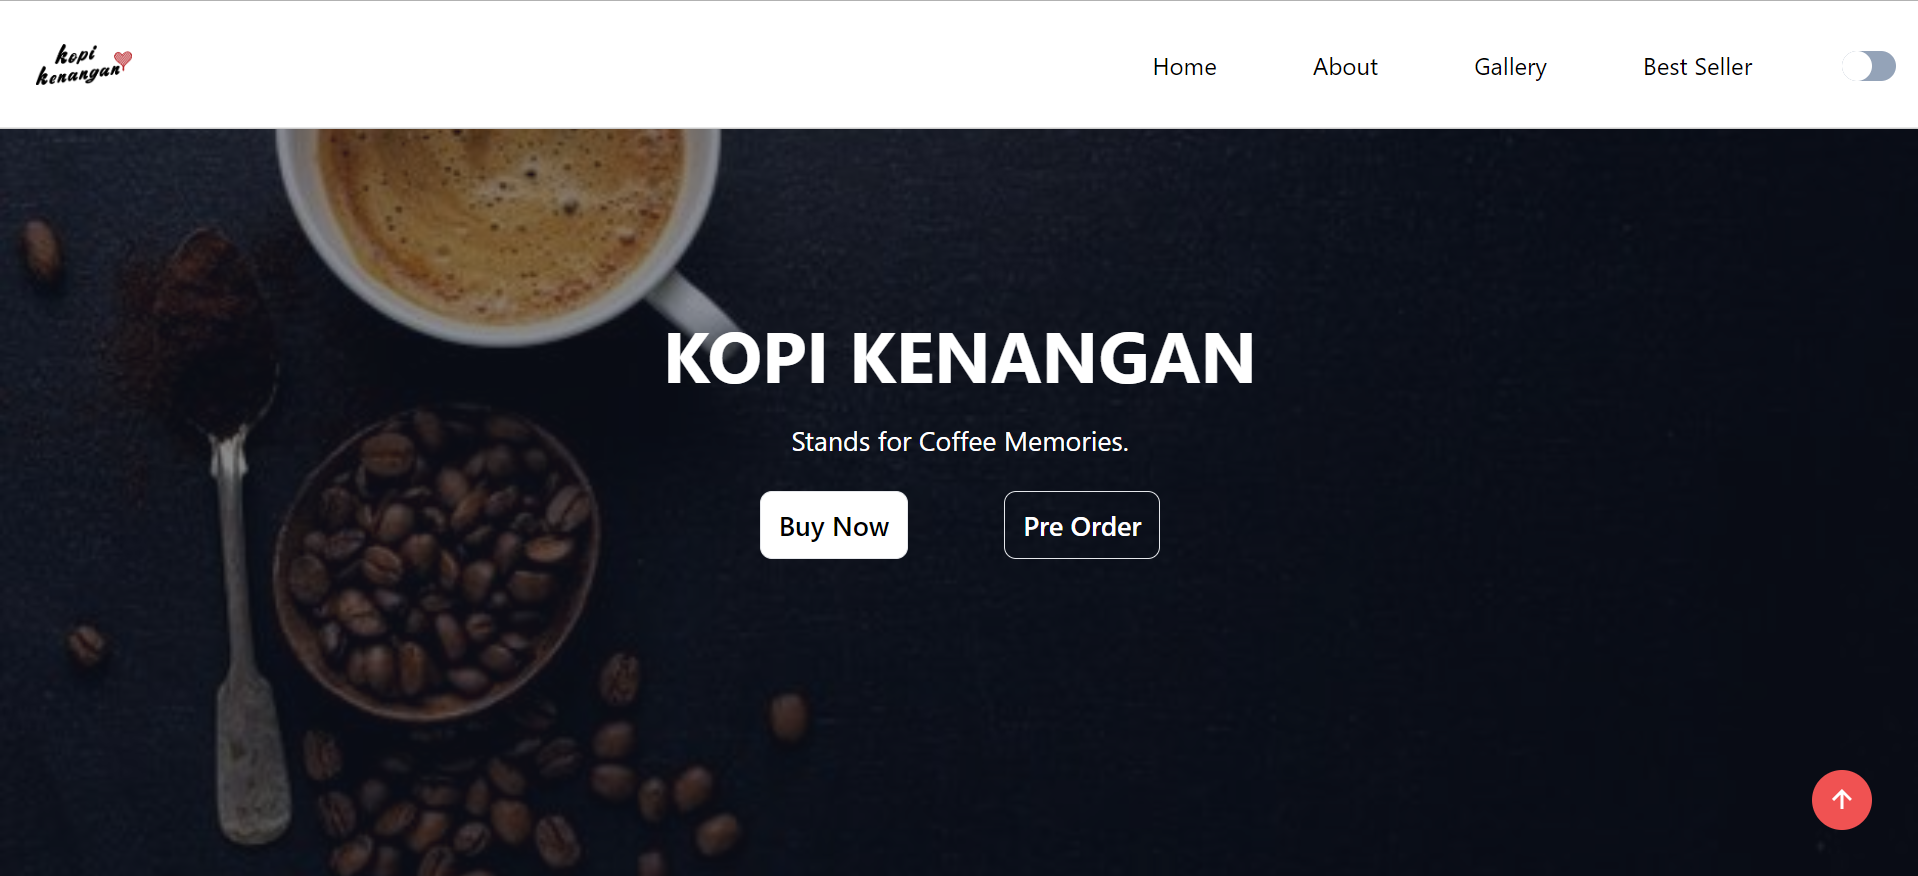 kopi
kenangan
Home
About
Gallery
Best Seller
KOPI KENANGAN
Stands for Coffee Memories.
Buy Now
Pre Order